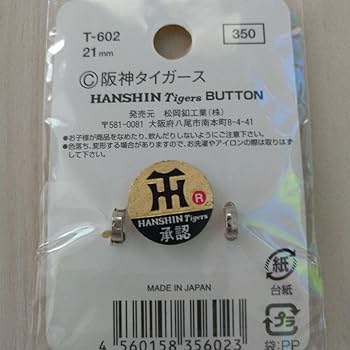 T-602
21mm
350
©阪神タイガース
HANSHIN Tigers BUTTON
発売元 松岡釦工業(株)
〒581-0081 大阪府八尾市南本町8-4-41
●お子様が商品をなめたり、飲んだりしないようにご注意下さい。
●色落ち、変形する場合がありますので、お洗濯やアイロンの際は取りはずして下さい。
HT
R
HANSHIN Tigers
承認
MADE IN JAPAN
4 560158 356023
紙
台紙
プラ
袋:PP